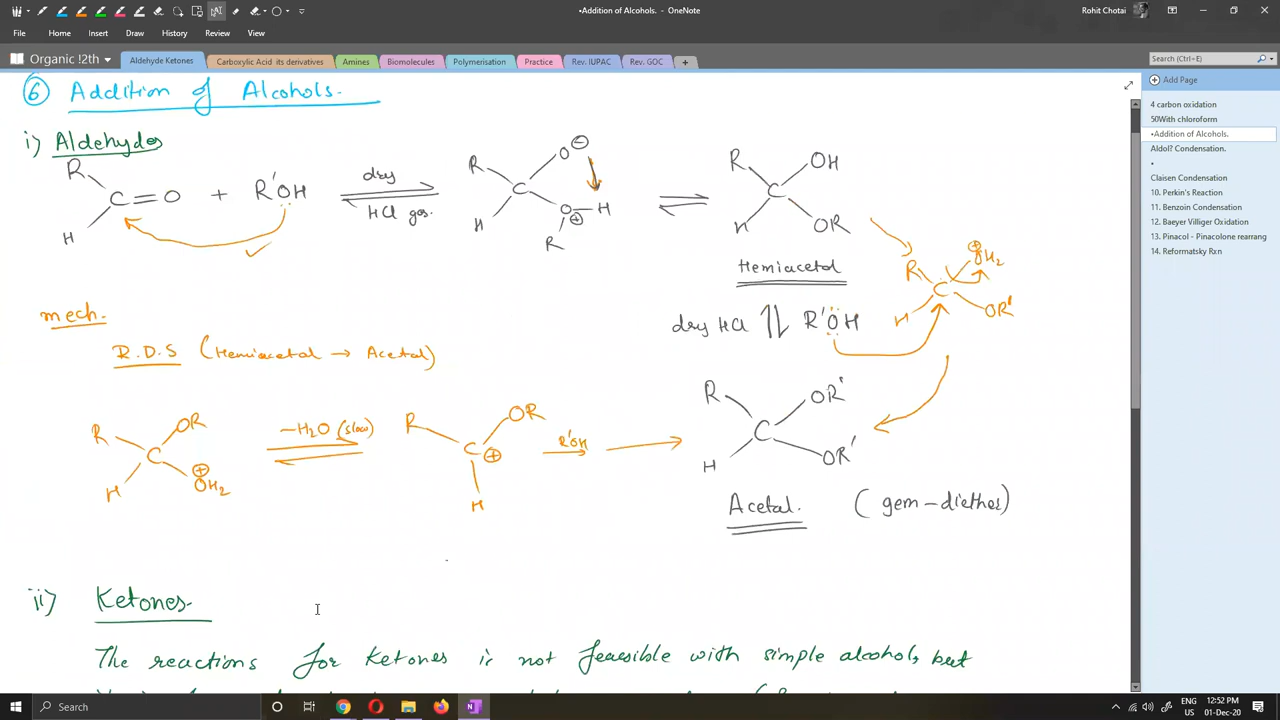 •Addition of Alcohols. - OneNote
Rohit Chotai
File Home Insert Draw History Review View
Organic !2th
Aldehyde Ketones Carboxylic Acid its derivatives Amines Biomolecules Polymerisation Practice Rev. IUPAC Rev. GOC
Search (Ctrl+E)
Add Page
4 carbon oxidation
50With chloroform
•Addition of Alcohols.
Aldol? Condensation.
•
Claisen Condensation
10. Perkin's Reaction
11. Benzoin Condensation
12. Baeyer Villiger Oxidation
13. Pinacol - Pinacolone rearrang
14. Reformatsky Rxn
6 Addition of Alcohols.
i) Aldehydes
R C = O H + R'OH dry HCl gas. R C O ⊖ H O ⊕ H R
R C OH H OR
Hemiacetal
R C ⊕ OH2 H OR'
dry HCl R'OH
mech.
R.D.S (Hemiacetal → Acetal)
R C OR H ⊕ OH2 -H2O (slow) R C ⊕ OR H R'OH
R C OR' H OR'
Acetal. (gem-diether)
ii) Ketones.
The reactions for ketones is not feasible with simple alcohol, but
Search
ENG
US
12:52 PM
01-Dec-20